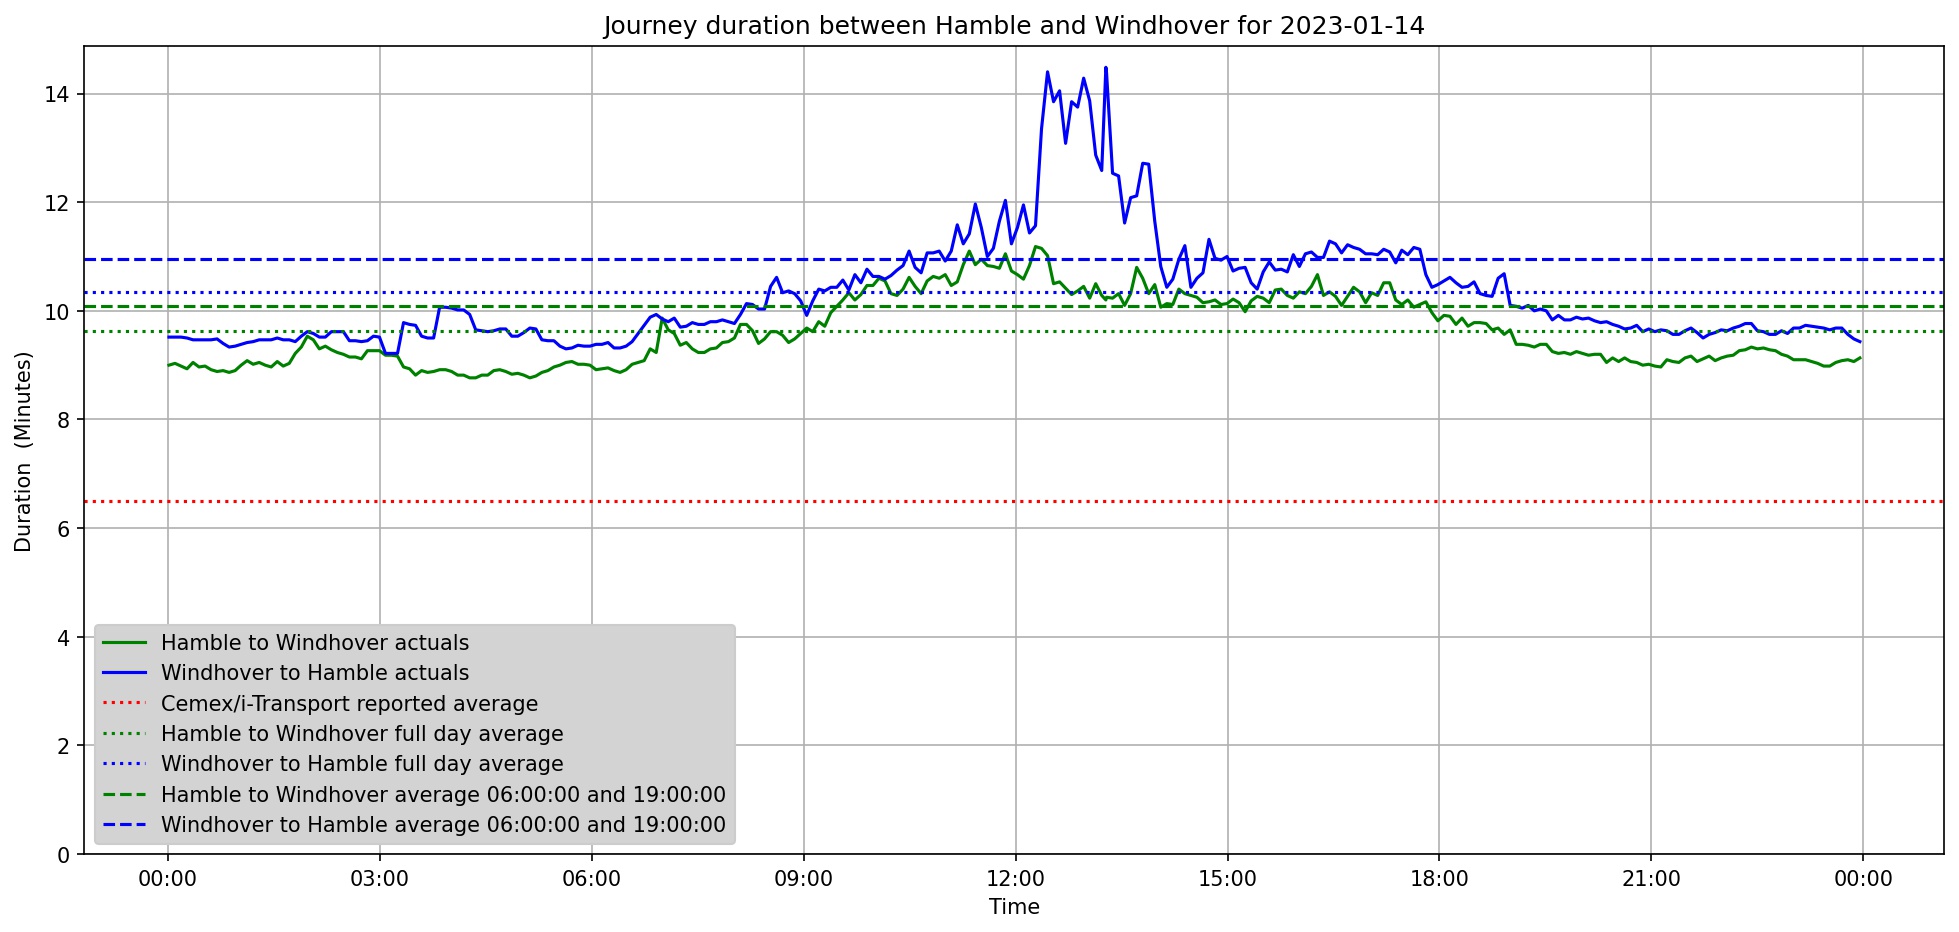 Journey duration between Hamble and Windhover for 2023-01-14
14
12
10
8
6
4
2
0
Duration  (Minutes)
Hamble to Windhover actuals
Windhover to Hamble actuals
Cemex/i-Transport reported average
Hamble to Windhover full day average
Windhover to Hamble full day average
Hamble to Windhover average 06:00:00 and 19:00:00
Windhover to Hamble average 06:00:00 and 19:00:00
00:00 03:00 06:00 09:00 12:00 15:00 18:00 21:00 00:00
Time